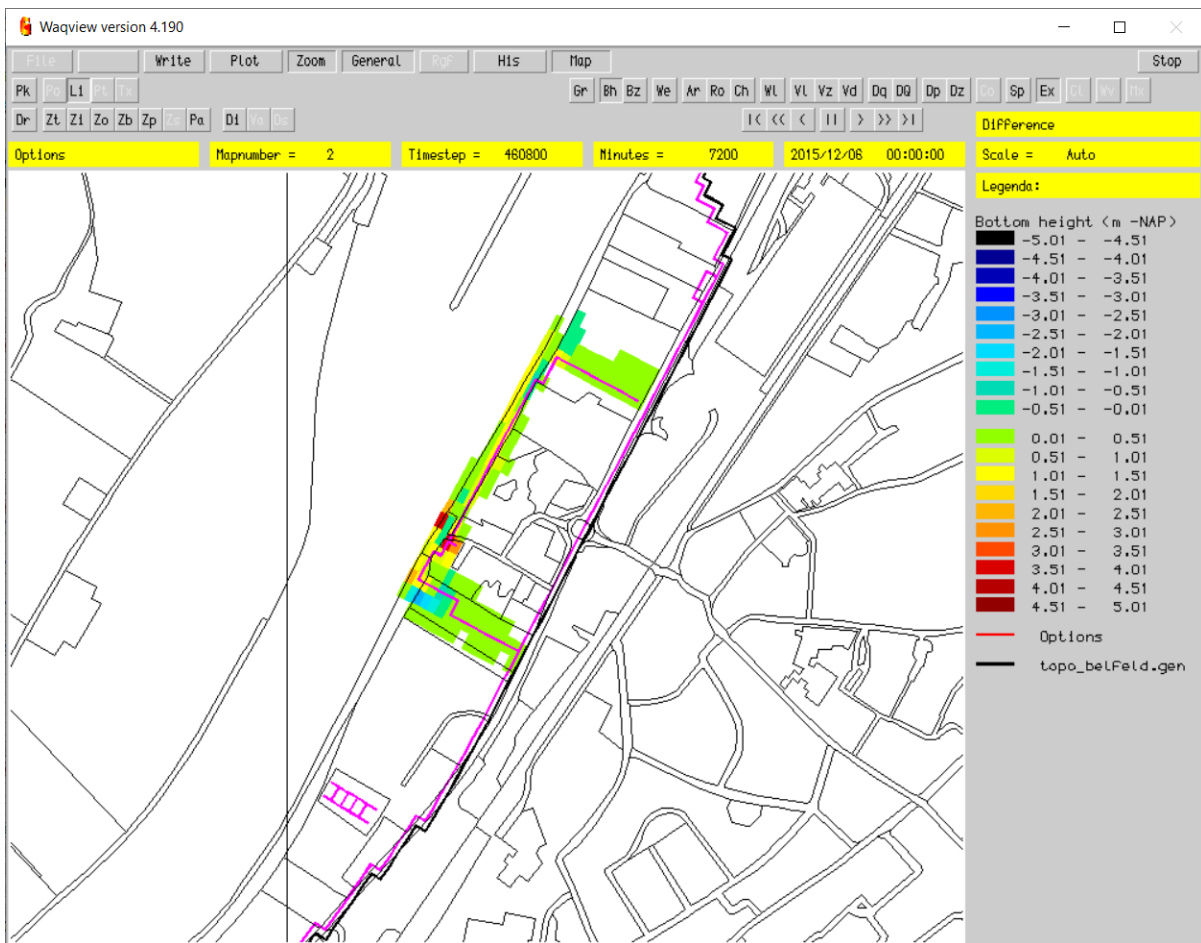 Waqview version 4.190
File Write Plot Zoom General RgF His Map Stop
Pk Po Li Pt Tx Gr Bh Bz We Ar Ro Ch Wl Vl Vz Vd Dq DQ Dp Dz Co Sp Ex Cl Wv Mx
Dr Zt Zi Zo Zb Zp Zs Pa Di Va Ds |< << < || > >> >|
Difference
Options Mapnumber = 2 Timestep = 460800 Minutes = 7200 2015/12/06 00:00:00 Scale = Auto
Legenda:
Bottom height (m -NAP)
-5.01 - -4.51
-4.51 - -4.01
-4.01 - -3.51
-3.51 - -3.01
-3.01 - -2.51
-2.51 - -2.01
-2.01 - -1.51
-1.51 - -1.01
-1.01 - -0.51
-0.51 - -0.01
0.01 - 0.51
0.51 - 1.01
1.01 - 1.51
1.51 - 2.01
2.01 - 2.51
2.51 - 3.01
3.01 - 3.51
3.51 - 4.01
4.01 - 4.51
4.51 - 5.01
Options
topo_belfeld.gen